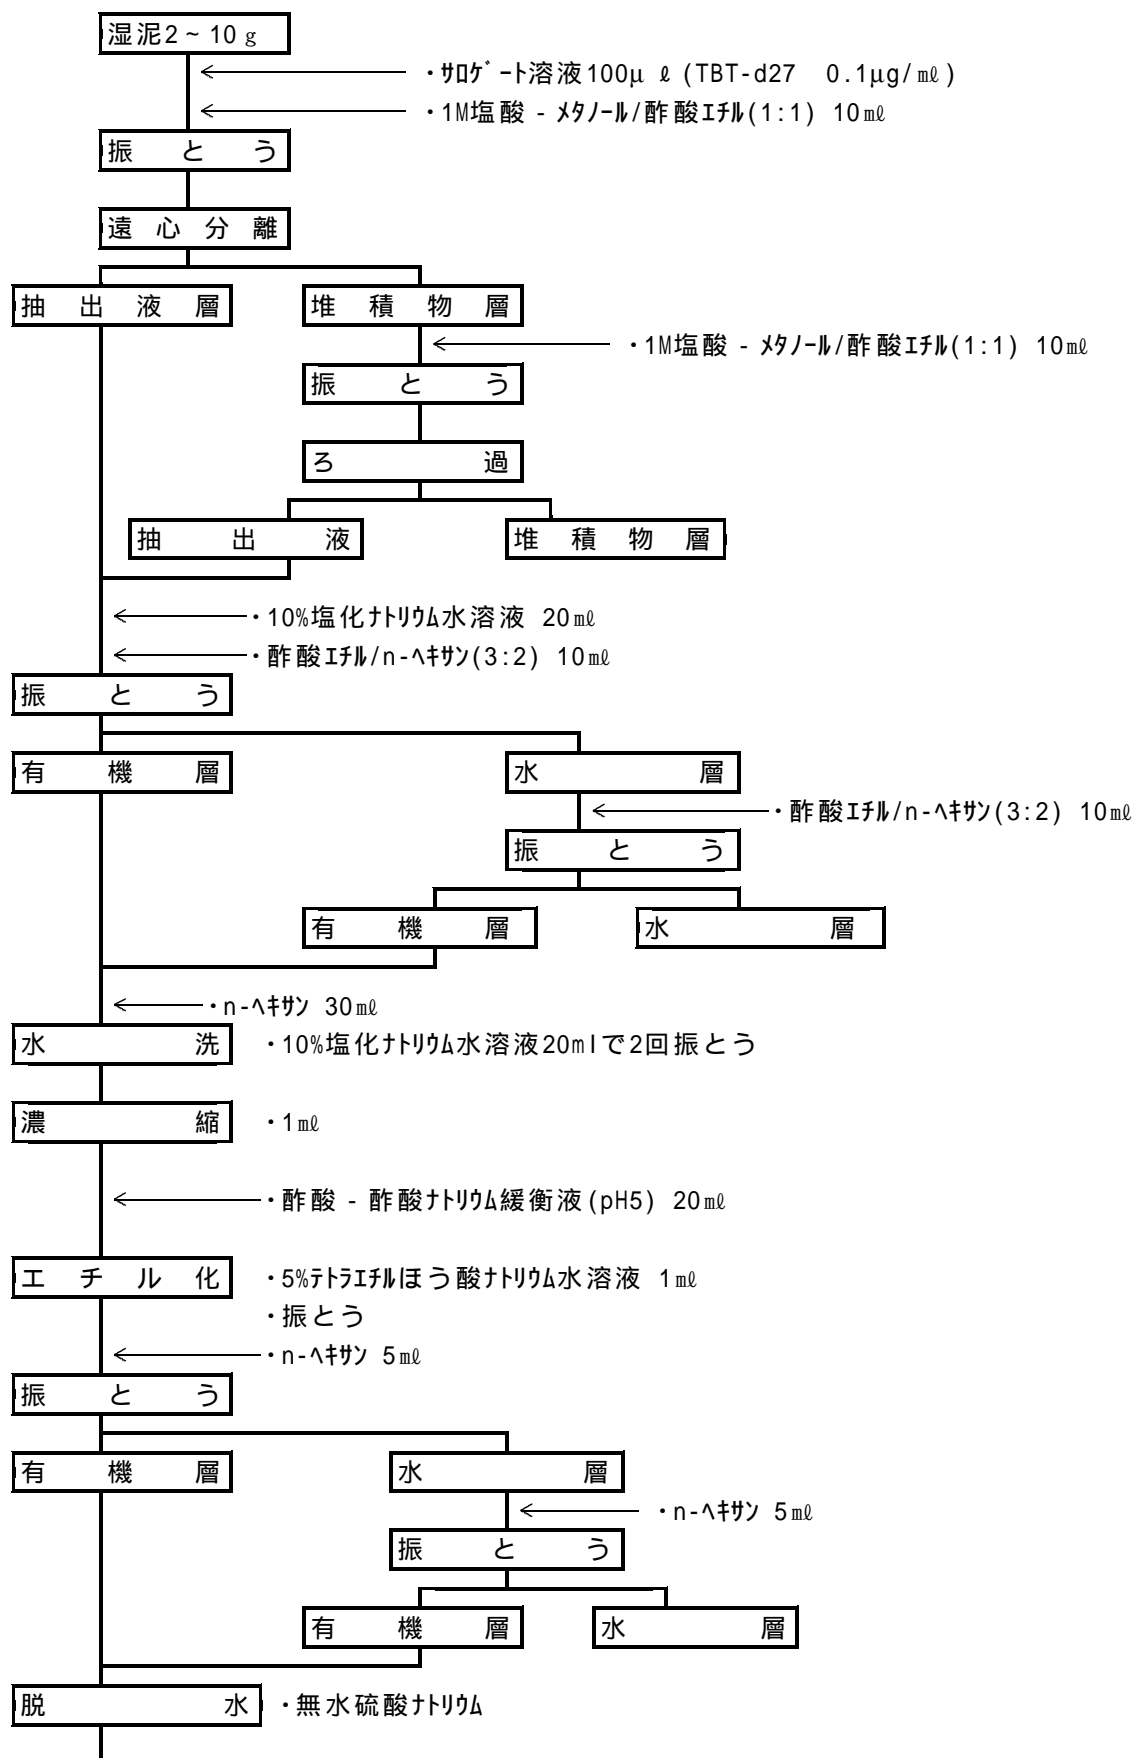 湿泥2~10g
・サロゲート溶液100μℓ(TBT-d27 0.1μg/mℓ)
・1M塩酸-メタノール/酢酸エチル(1:1) 10mℓ
振とう
遠心分離
抽出液層 堆積物層
・1M塩酸-メタノール/酢酸エチル(1:1) 10mℓ
振とう
ろ過
抽出液 堆積物層
・10%塩化ナトリウム水溶液 20mℓ
・酢酸エチル/n-ヘキサン(3:2) 10mℓ
振とう
有機層 水層
・酢酸エチル/n-ヘキサン(3:2) 10mℓ
振とう
有機層 水層
・n-ヘキサン 30mℓ
水洗 ・10%塩化ナトリウム水溶液20mlで2回振とう
濃縮 ・1mℓ
・酢酸-酢酸ナトリウム緩衡液(pH5) 20mℓ
エチル化 ・5%テトラエチルほう酸ナトリウム水溶液 1mℓ
・振とう
・n-ヘキサン 5mℓ
振とう
有機層 水層
・n-ヘキサン 5mℓ
振とう
有機層 水層
脱水 ・無水硫酸ナトリウム